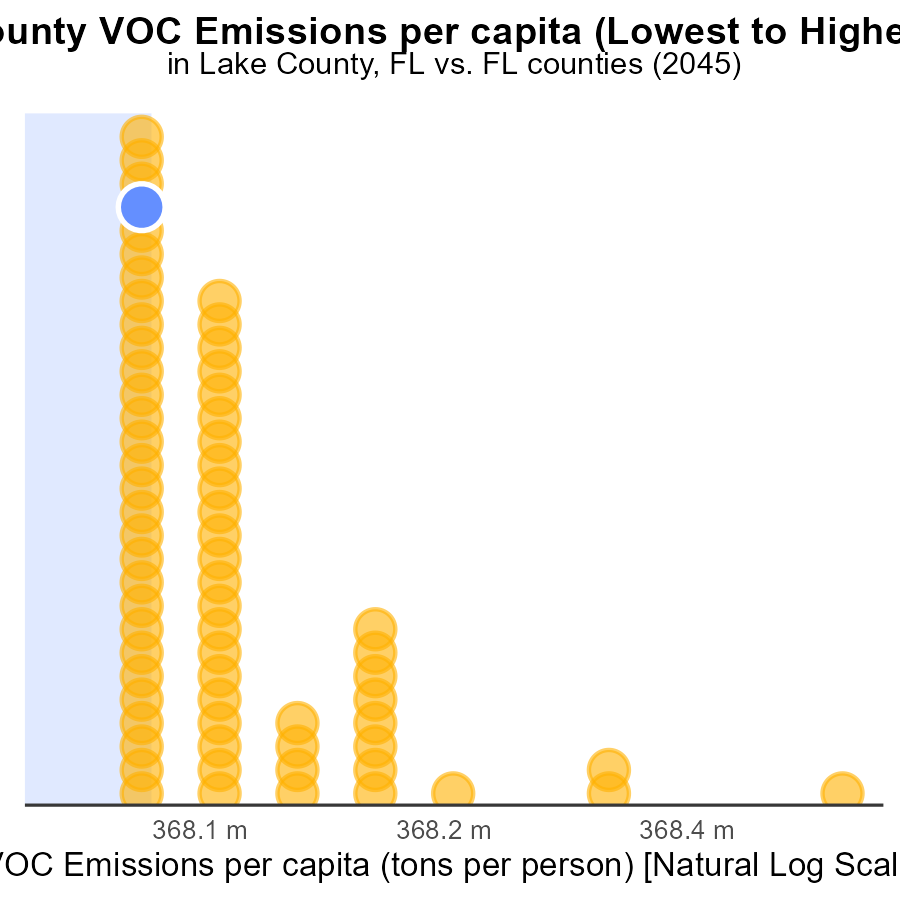 ounty VOC Emissions per capita (Lowest to Highe
in Lake County, FL vs. FL counties (2045)
368.1 m 368.2 m 368.4 m
VOC Emissions per capita (tons per person) [Natural Log Scal